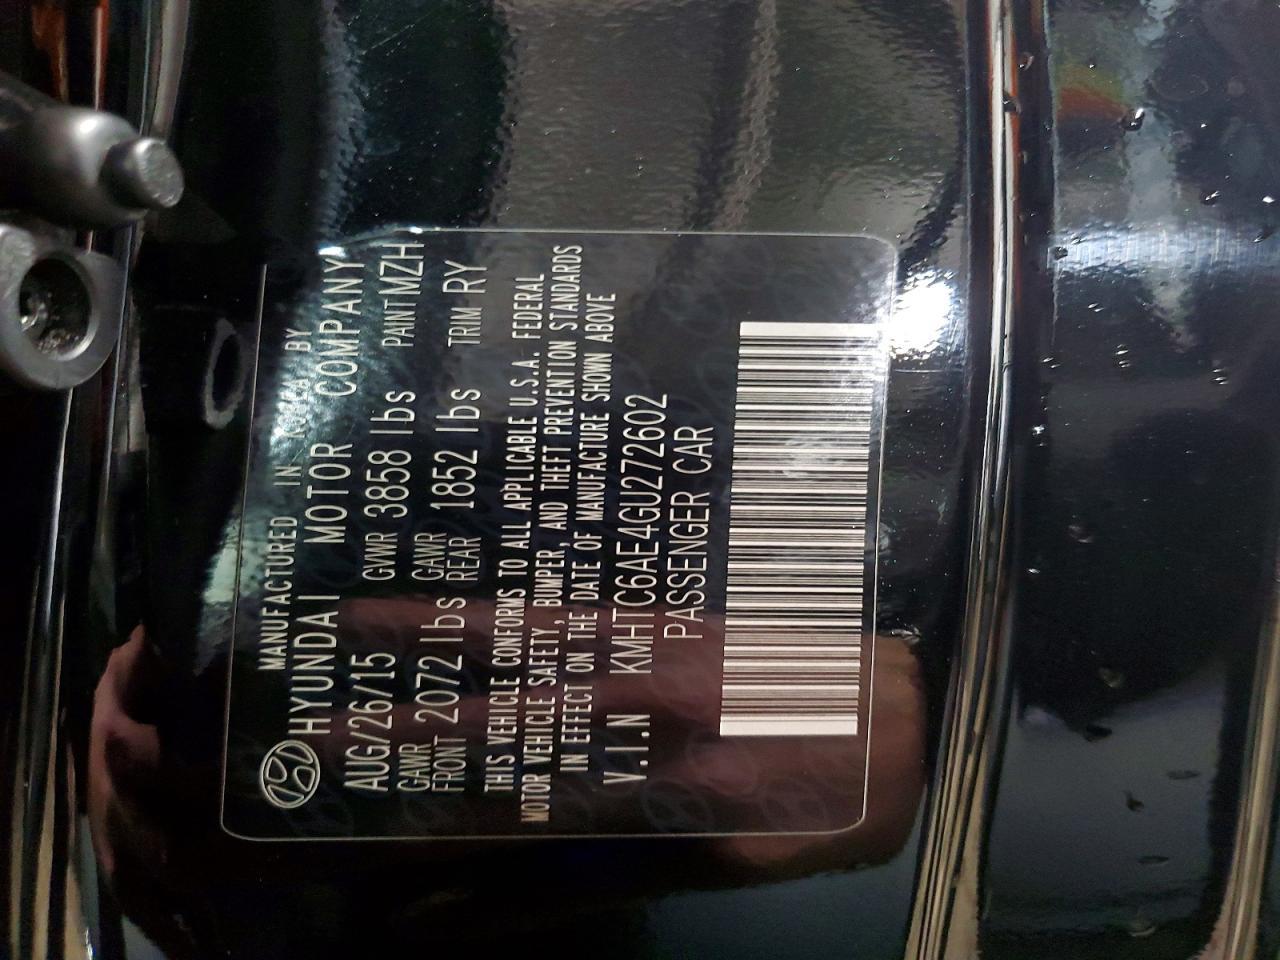 MANUFACTURED IN KOREA BY
HYUNDAI MOTOR COMPANY
AUG/26/15 GVWR 3858 lbs PAINT MZH
GAWR FRONT 2072 lbs GAWR REAR 1852 lbs TRIM RY
THIS VEHICLE CONFORMS TO ALL APPLICABLE U.S.A. FEDERAL
MOTOR VEHICLE SAFETY, BUMPER, AND THEFT PREVENTION STANDARDS
IN EFFECT ON THE DATE OF MANUFACTURE SHOWN ABOVE
V.I.N KMHTC6AE4GU272602
PASSENGER CAR